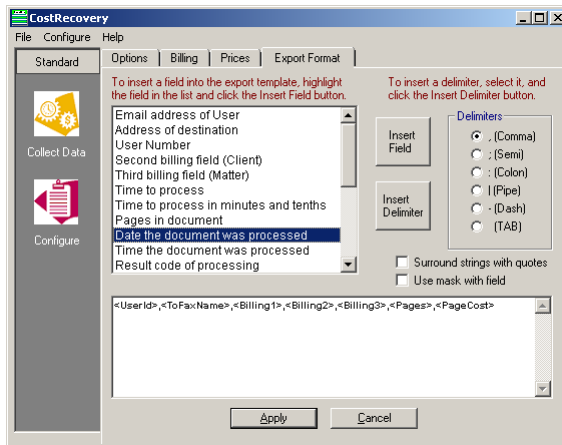 CostRecovery
File Configure Help
Standard
Collect Data
Configure
Options Billing Prices Export Format
To insert a field into the export template, highlight
the field in the list and click the Insert Field button.
To insert a delimiter, select it, and
click the Insert Delimiter button.
Email address of User
Address of destination
User Number
Second billing field (Client)
Third billing field (Matter)
Time to process
Time to process in minutes and tenths
Pages in document
Date the document was processed
Time the document was processed
Result code of processing
Insert
Field
Insert
Delimiter
Delimiters
, (Comma)
; (Semi)
: (Colon)
| (Pipe)
- (Dash)
(TAB)
Surround strings with quotes
Use mask with field
<UserId>,<ToFaxName>,<Billing1>,<Billing2>,<Billing3>,<Pages>,<PageCost>
Apply Cancel